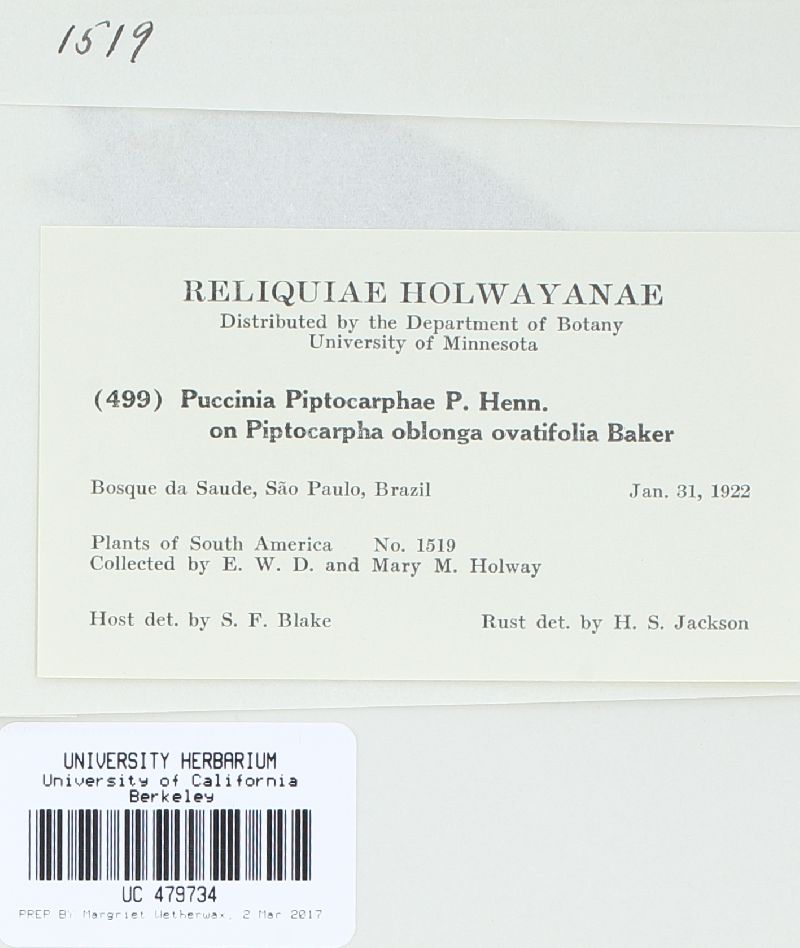 1519
RELIQUIAE HOLWAYANAE
Distributed by the Department of Botany
University of Minnesota
(499) Puccinia Piptocarphae P. Henn.
on Piptocarpha oblonga ovatifolia Baker
Bosque da Saude, São Paulo, Brazil Jan. 31, 1922
Plants of South America No. 1519
Collected by E. W. D. and Mary M. Holway
Host det. by S. F. Blake Rust det. by H. S. Jackson
UNIVERSITY HERBARIUM
University of California
Berkeley
UC 479734
PREP BY Margriet Wetherwax, 2 Mar 2017